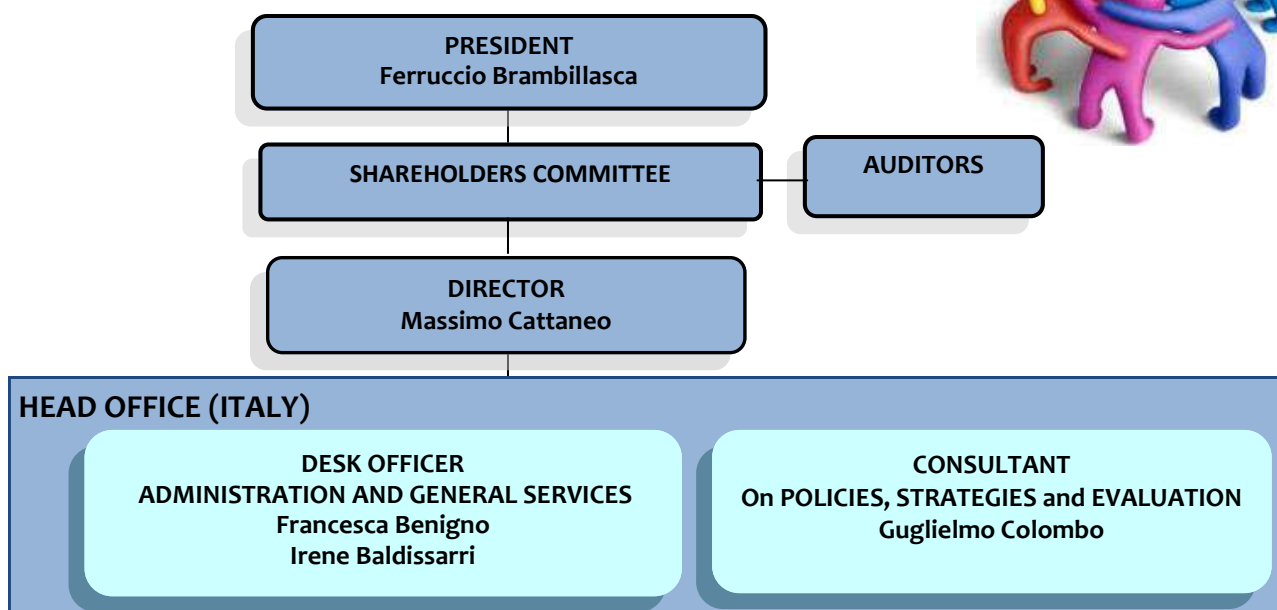 PRESIDENT
Ferruccio Brambillasca
SHAREHOLDERS COMMITTEE
AUDITORS
DIRECTOR
Massimo Cattaneo
HEAD OFFICE (ITALY)
DESK OFFICER
ADMINISTRATION AND GENERAL SERVICES
Francesca Benigno
Irene Baldissarri
CONSULTANT
On POLICIES, STRATEGIES and EVALUATION
Guglielmo Colombo